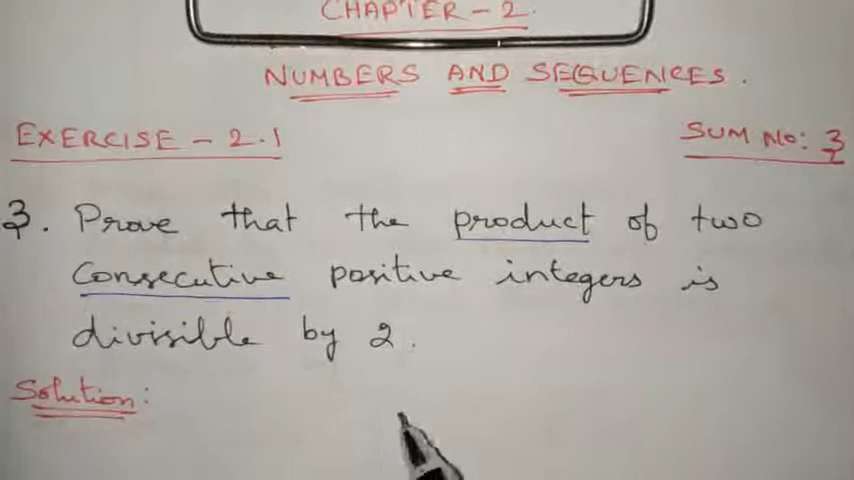 CHAPTER - 2.
NUMBERS AND SEQUENCES.
EXERCISE - 2.1
SUM No: 3
3. Prove that the product of two
Consecutive positive integers is
divisible by 2.
Solution: